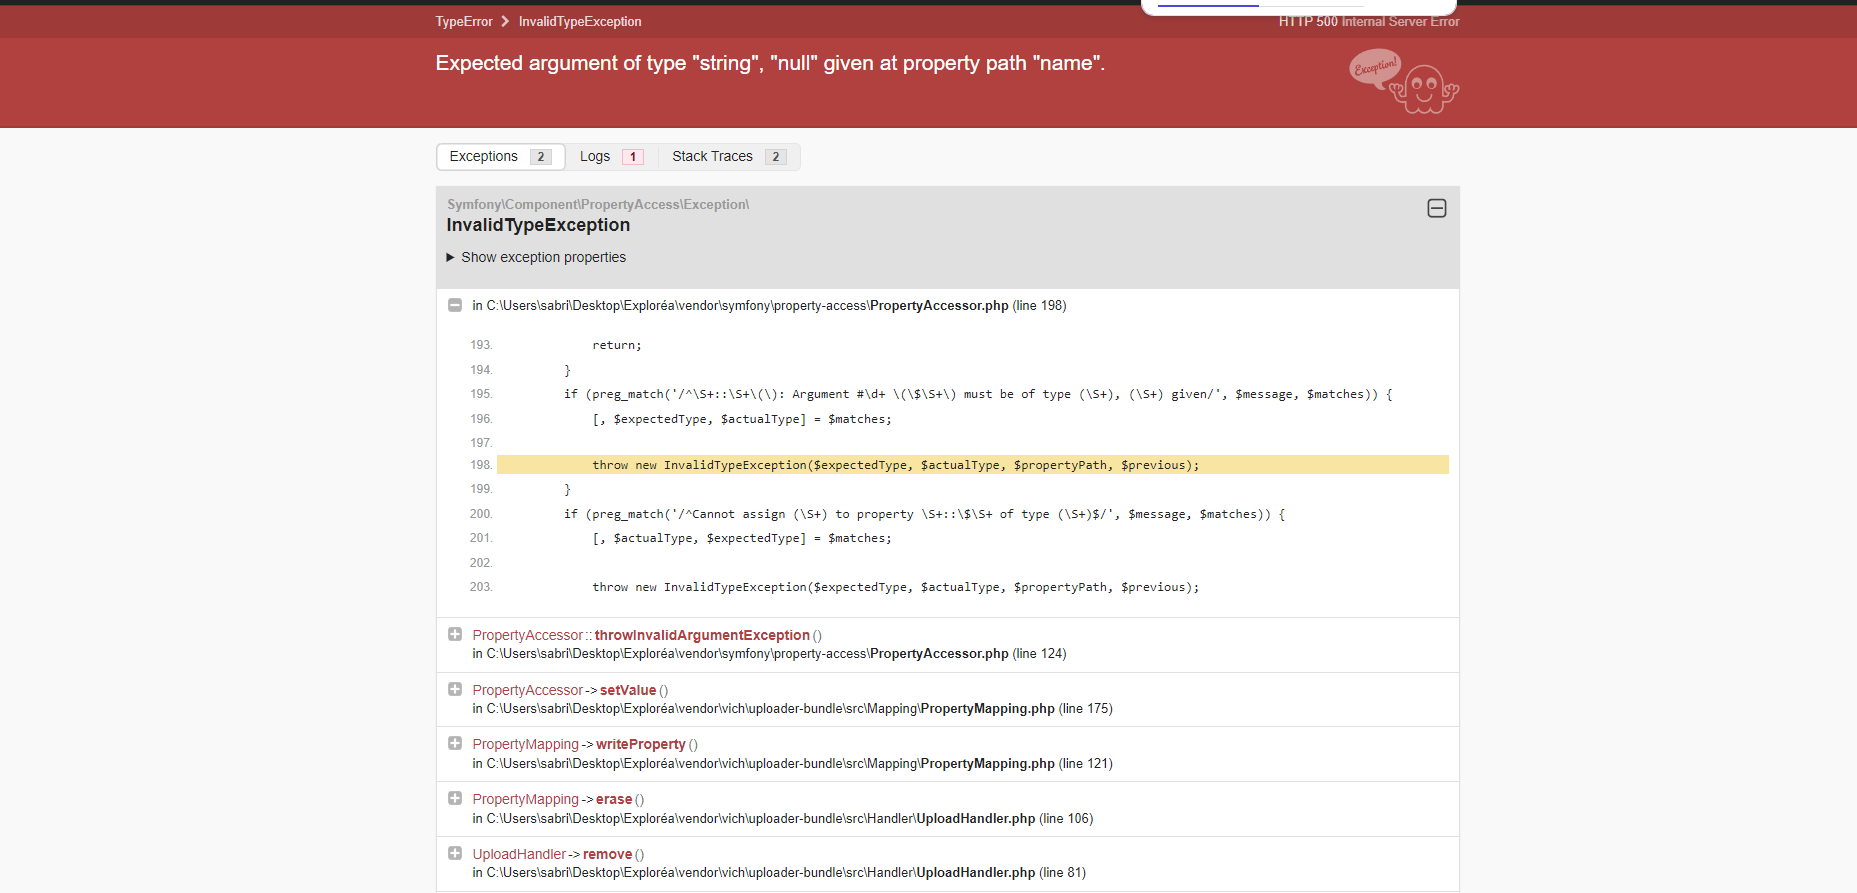 TypeError > InvalidTypeException
HTTP 500 Internal Server Error
Expected argument of type "string", "null" given at property path "name".
Exception!
Exceptions 2 Logs 1 Stack Traces 2
Symfony\Component\PropertyAccess\Exception\
InvalidTypeException
Show exception properties
in C:\Users\sabri\Desktop\Exploréa\vendor\symfony\property-access\PropertyAccessor.php (line 198)
193. return;
194. }
195. if (preg_match('/^\S+::\S+\(\): Argument #\d+ \(\$\S+\) must be of type (\S+), (\S+) given/', $message, $matches)) {
196. [, $expectedType, $actualType] = $matches;
197.
198. throw new InvalidTypeException($expectedType, $actualType, $propertyPath, $previous);
199. }
200. if (preg_match('/^Cannot assign (\S+) to property \S+::\$\S+ of type (\S+)$/', $message, $matches)) {
201. [, $actualType, $expectedType] = $matches;
202.
203. throw new InvalidTypeException($expectedType, $actualType, $propertyPath, $previous);
PropertyAccessor::throwInvalidArgumentException()
in C:\Users\sabri\Desktop\Exploréa\vendor\symfony\property-access\PropertyAccessor.php (line 124)
PropertyAccessor->setValue()
in C:\Users\sabri\Desktop\Exploréa\vendor\vich\uploader-bundle\src\Mapping\PropertyMapping.php (line 175)
PropertyMapping->writeProperty()
in C:\Users\sabri\Desktop\Exploréa\vendor\vich\uploader-bundle\src\Mapping\PropertyMapping.php (line 121)
PropertyMapping->erase()
in C:\Users\sabri\Desktop\Exploréa\vendor\vich\uploader-bundle\src\Handler\UploadHandler.php (line 106)
UploadHandler->remove()
in C:\Users\sabri\Desktop\Exploréa\vendor\vich\uploader-bundle\src\Handler\UploadHandler.php (line 81)